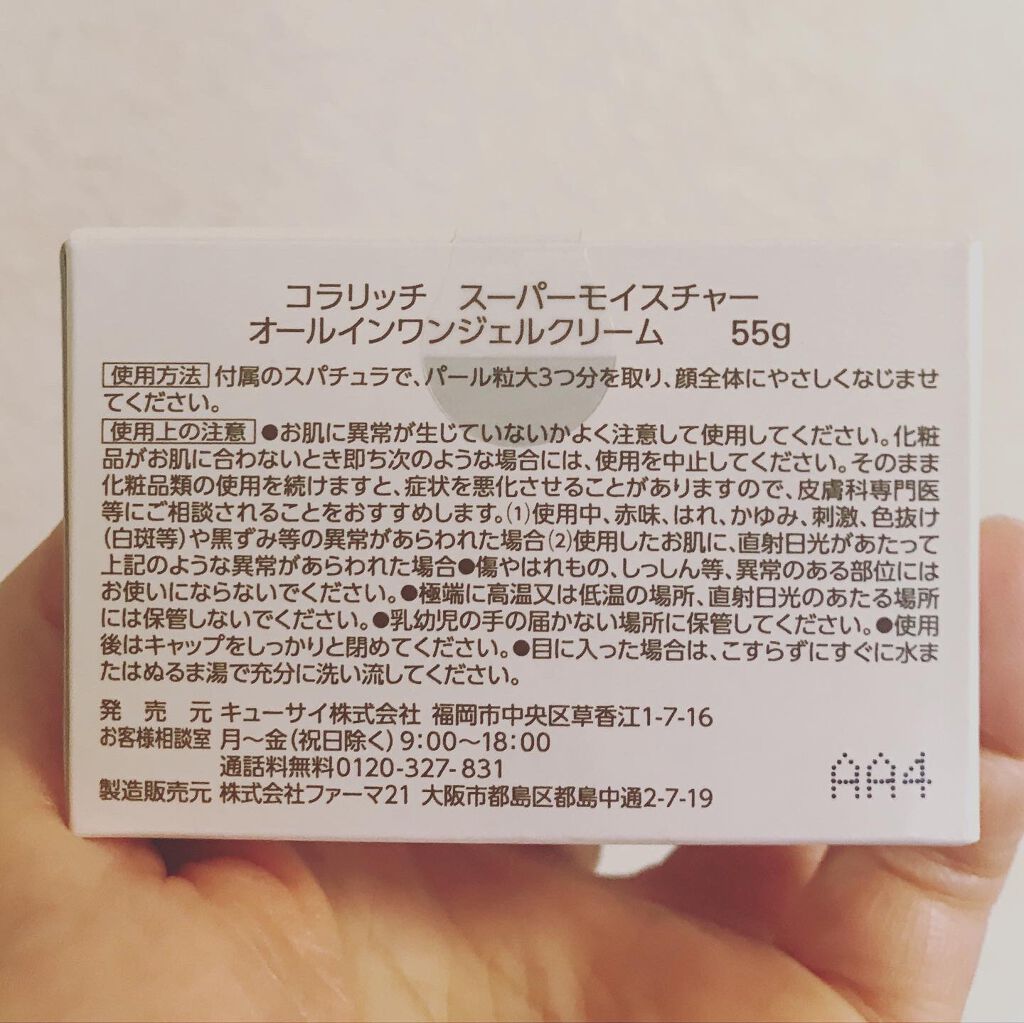 コラリッチ　スーパーモイスチャー
オールインワンジェルクリーム　55g
使用方法 付属のスパチュラで、パール粒大3つ分を取り、顔全体にやさしくなじませ
てください。
使用上の注意 ●お肌に異常が生じていないかよく注意して使用してください。化粧
品がお肌に合わないとき即ち次のような場合には、使用を中止してください。そのまま
化粧品類の使用を続けますと、症状を悪化させることがありますので、皮膚科専門医
等にご相談されることをおすすめします。(1)使用中、赤味、はれ、かゆみ、刺激、色抜け
(白斑等)や黒ずみ等の異常があらわれた場合(2)使用したお肌に、直射日光があたって
上記のような異常があらわれた場合●傷やはれもの、しっしん等、異常のある部位には
お使いにならないでください。●極端に高温又は低温の場所、直射日光のあたる場所
には保管しないでください。●乳幼児の手の届かない場所に保管してください。●使用
後はキャップをしっかりと閉めてください。●目に入った場合は、こすらずにすぐに水ま
たはぬるま湯で充分に洗い流してください。
発売元 キューサイ株式会社 福岡市中央区草香江1-7-16
お客様相談室 月～金(祝日除く)9:00～18:00
通話料無料0120-327-831
製造販売元 株式会社ファーマ21 大阪市都島区都島中通2-7-19
AA4